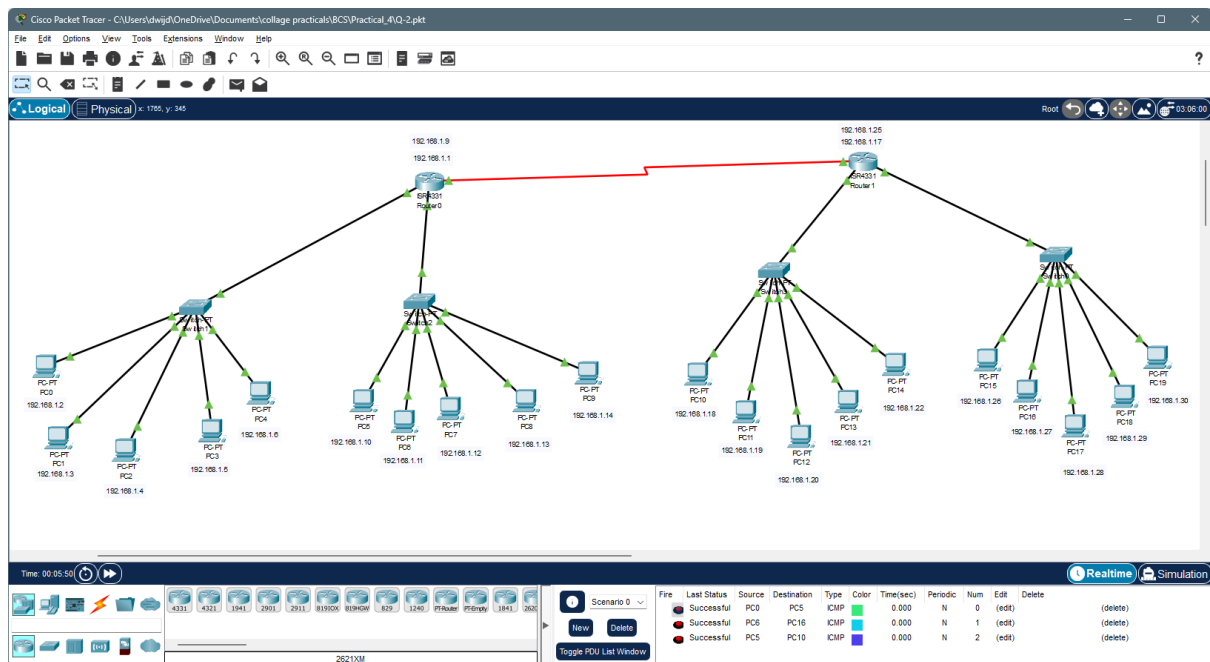 Cisco Packet Tracer - C:\Users\dwijd\OneDrive\Documents\collage practicals\BCS\Practical_4\Q-2.pkt
File Edit Options View Tools Extensions Window Help
Logical Physical x: 1765, y: 345 Root 03:06:00
192.168.1.9
192.168.1.1
ISR4331
Router0
192.168.1.25
192.168.1.17
ISR4331
Router1
Switch-PT
Switch1
Switch-PT
Switch2
Switch-PT
Switch-PT
PC-PT
PC0
192.168.1.2
PC-PT
PC1
192.168.1.3
PC-PT
PC2
192.168.1.4
PC-PT
PC3
192.168.1.5
PC-PT
PC4
192.168.1.6
PC-PT
PC5
192.168.1.10
PC-PT
PC6
192.168.1.11
PC-PT
PC7
192.168.1.12
PC-PT
PC8
192.168.1.13
PC-PT
PC9
192.168.1.14
PC-PT
PC10
192.168.1.18
PC-PT
PC11
192.168.1.19
PC-PT
PC12
192.168.1.20
PC-PT
PC13
192.168.1.21
PC-PT
PC14
192.168.1.22
PC-PT
PC15
192.168.1.26
PC-PT
PC16
192.168.1.27
PC-PT
PC17
192.168.1.28
PC-PT
PC18
192.168.1.29
PC-PT
PC19
192.168.1.30
Time: 00:05:50 Realtime Simulation
4331 4321 1941 2901 2911 819IOX 819HGW 829 1240 PT-Router PT-Empty 1841 2620
2621XM
Scenario 0
New Delete
Toggle PDU List Window
Fire Last Status Source Destination Type Color Time(sec) Periodic Num Edit Delete
Successful PC0 PC5 ICMP 0.000 N 0 (edit) (delete)
Successful PC6 PC16 ICMP 0.000 N 1 (edit) (delete)
Successful PC5 PC10 ICMP 0.000 N 2 (edit) (delete)